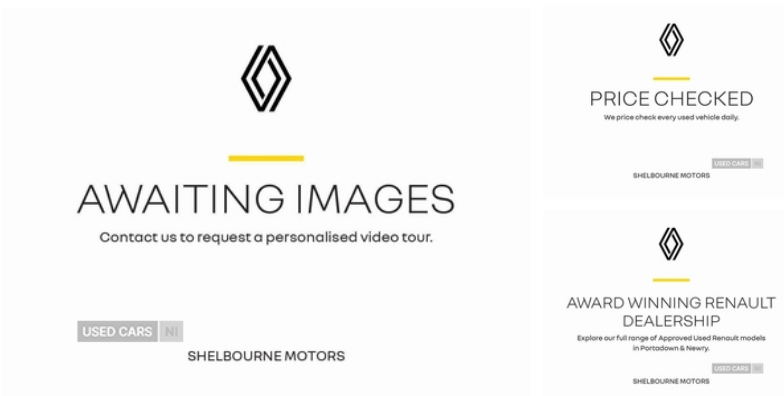 AWAITING IMAGES
Contact us to request a personalised video tour.
USED CARS NI
SHELBOURNE MOTORS
PRICE CHECKED
We price check every used vehicle daily.
USED CARS NI
SHELBOURNE MOTORS
AWARD WINNING RENAULT
DEALERSHIP
Explore our full range of Approved Used Renault models
in Portadown & Newry.
USED CARS NI
SHELBOURNE MOTORS